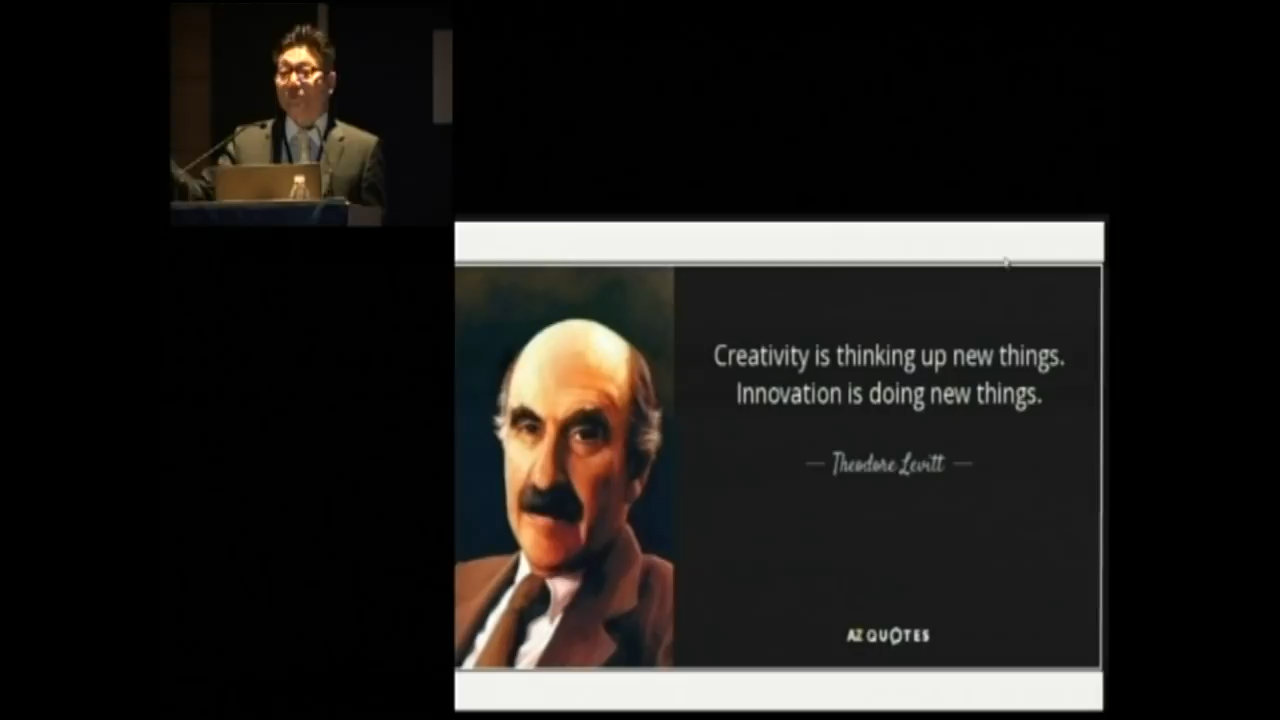 Creativity is thinking up new things.
Innovation is doing new things.
— Theodore Levitt —
AZ QUOTES